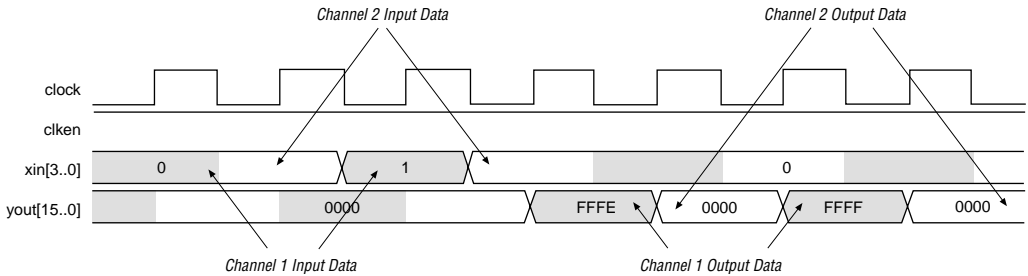 Channel 2 Input Data
Channel 2 Output Data
clock
clken
xin[3..0]
0
1
0
yout[15..0]
0000
FFFE
0000
FFFF
0000
Channel 1 Input Data
Channel 1 Output Data